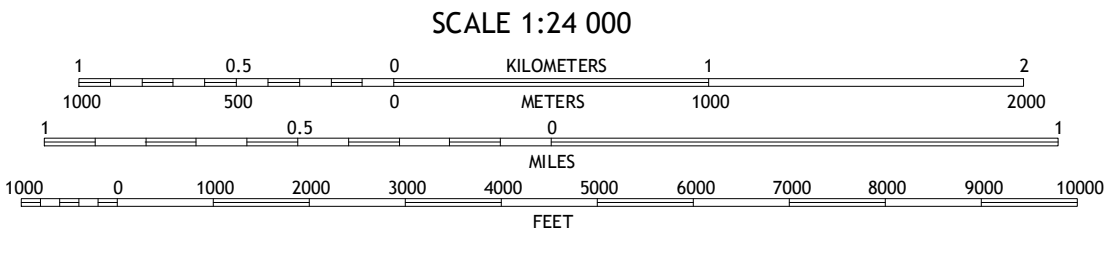 SCALE 1:24 000
1 0.5 0 KILOMETERS 1 2
1000 500 0 METERS 1000 2000
1 0.5 0 1
MILES
1000 0 1000 2000 3000 4000 5000 6000 7000 8000 9000 10000
FEET